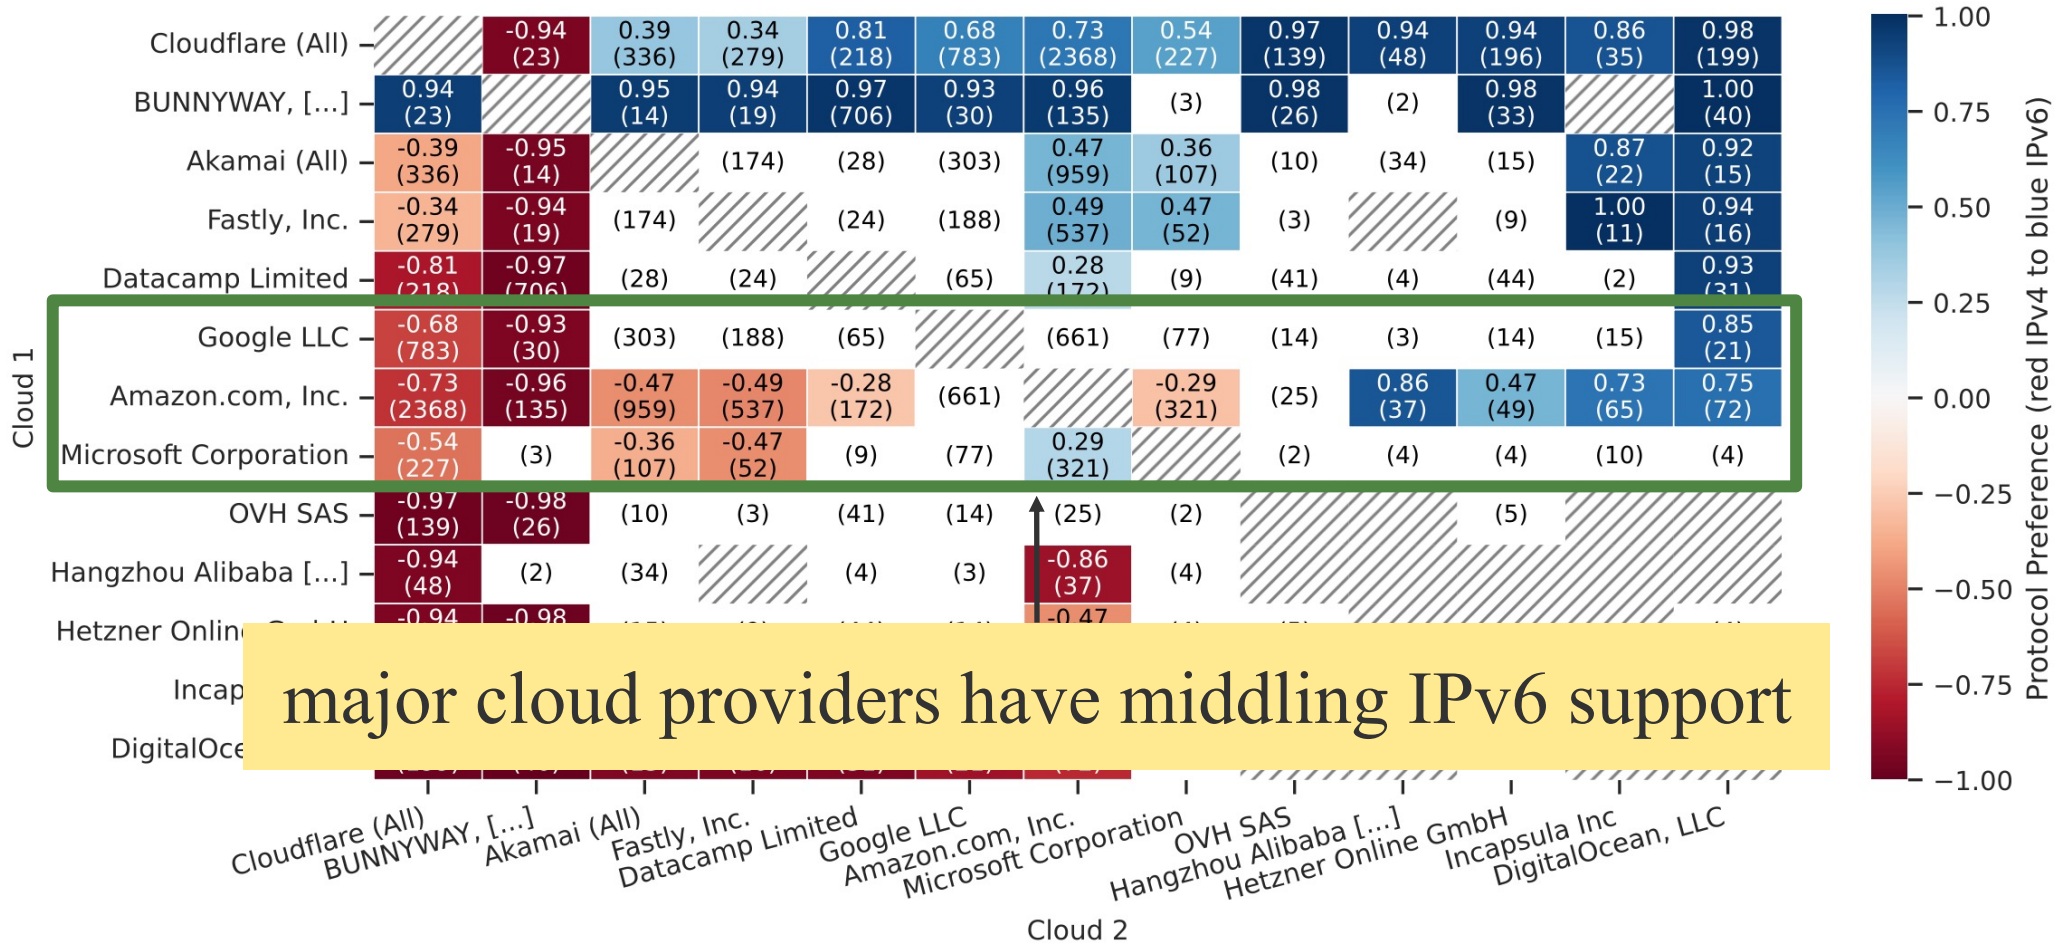 Cloudflare (All)
-0.94 0.39 0.34 0.81 0.68 0.73 0.54 0.97 0.94 0.94 0.86 0.98
(23) (336) (279) (218) (783) (2368) (227) (139) (48) (196) (35) (199)
BUNNYWAY, [...]
0.94 0.95 0.94 0.97 0.93 0.96 (3) 0.98 (2) 0.98 1.00
(23) (14) (19) (706) (30) (135) (26) (33) (40)
Akamai (All)
-0.39 -0.95 (174) (28) (303) 0.47 0.36 (10) (34) (15) 0.87 0.92
(336) (14) (959) (107) (22) (15)
Fastly, Inc.
-0.34 -0.94 (174) (24) (188) 0.49 0.47 (3) (9) 1.00 0.94
(279) (19) (537) (52) (11) (16)
Datacamp Limited
-0.81 -0.97 (28) (24) (65) 0.28 (9) (41) (4) (44) (2) 0.93
(218) (706) (172) (31)
Google LLC
-0.68 -0.93 (303) (188) (65) (661) (77) (14) (3) (14) (15) 0.85
(783) (30) (21)
Amazon.com, Inc.
-0.73 -0.96 -0.47 -0.49 -0.28 (661) -0.29 (25) 0.86 0.47 0.73 0.75
(2368) (135) (959) (537) (172) (321) (37) (49) (65) (72)
Microsoft Corporation
-0.54 (3) -0.36 -0.47 (9) (77) 0.29 (2) (4) (4) (10) (4)
(227) (107) (52) (321)
OVH SAS
-0.97 -0.98 (10) (3) (41) (14) (25) (2) (5)
(139) (26)
Hangzhou Alibaba [...]
-0.94 (2) (34) (4) (3) -0.86 (4)
(48) (37)
Hetzner Onlin
-0.94 -0.98 -0.47
Incap
DigitalOce
major cloud providers have middling IPv6 support
Cloud 1
Cloudflare (All)
BUNNYWAY, [...]
Akamai (All)
Fastly, Inc.
Datacamp Limited
Google LLC
Amazon.com, Inc.
Microsoft Corporation
OVH SAS
Hangzhou Alibaba [...]
Hetzner Online GmbH
Incapsula Inc
DigitalOcean, LLC
Cloud 2
1.00
0.75
0.50
0.25
0.00
−0.25
−0.50
−0.75
−1.00
Protocol Preference (red IPv4 to blue IPv6)